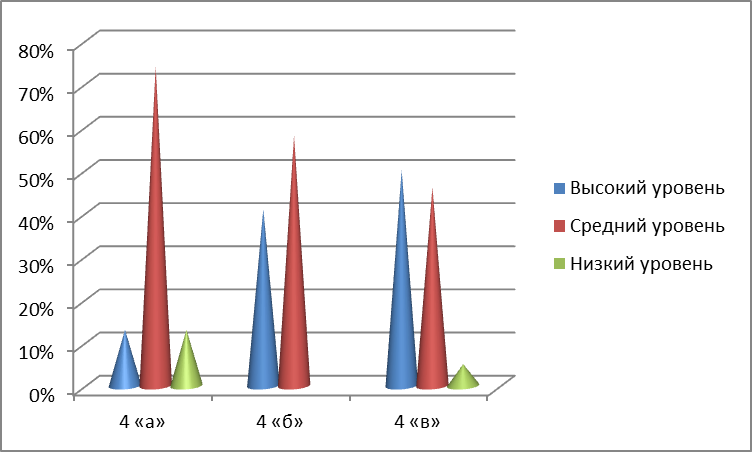 80%
70%
60%
50%
40%
30%
20%
10%
0%
4 «а»
4 «б»
4 «в»
Высокий уровень
Средний уровень
Низкий уровень